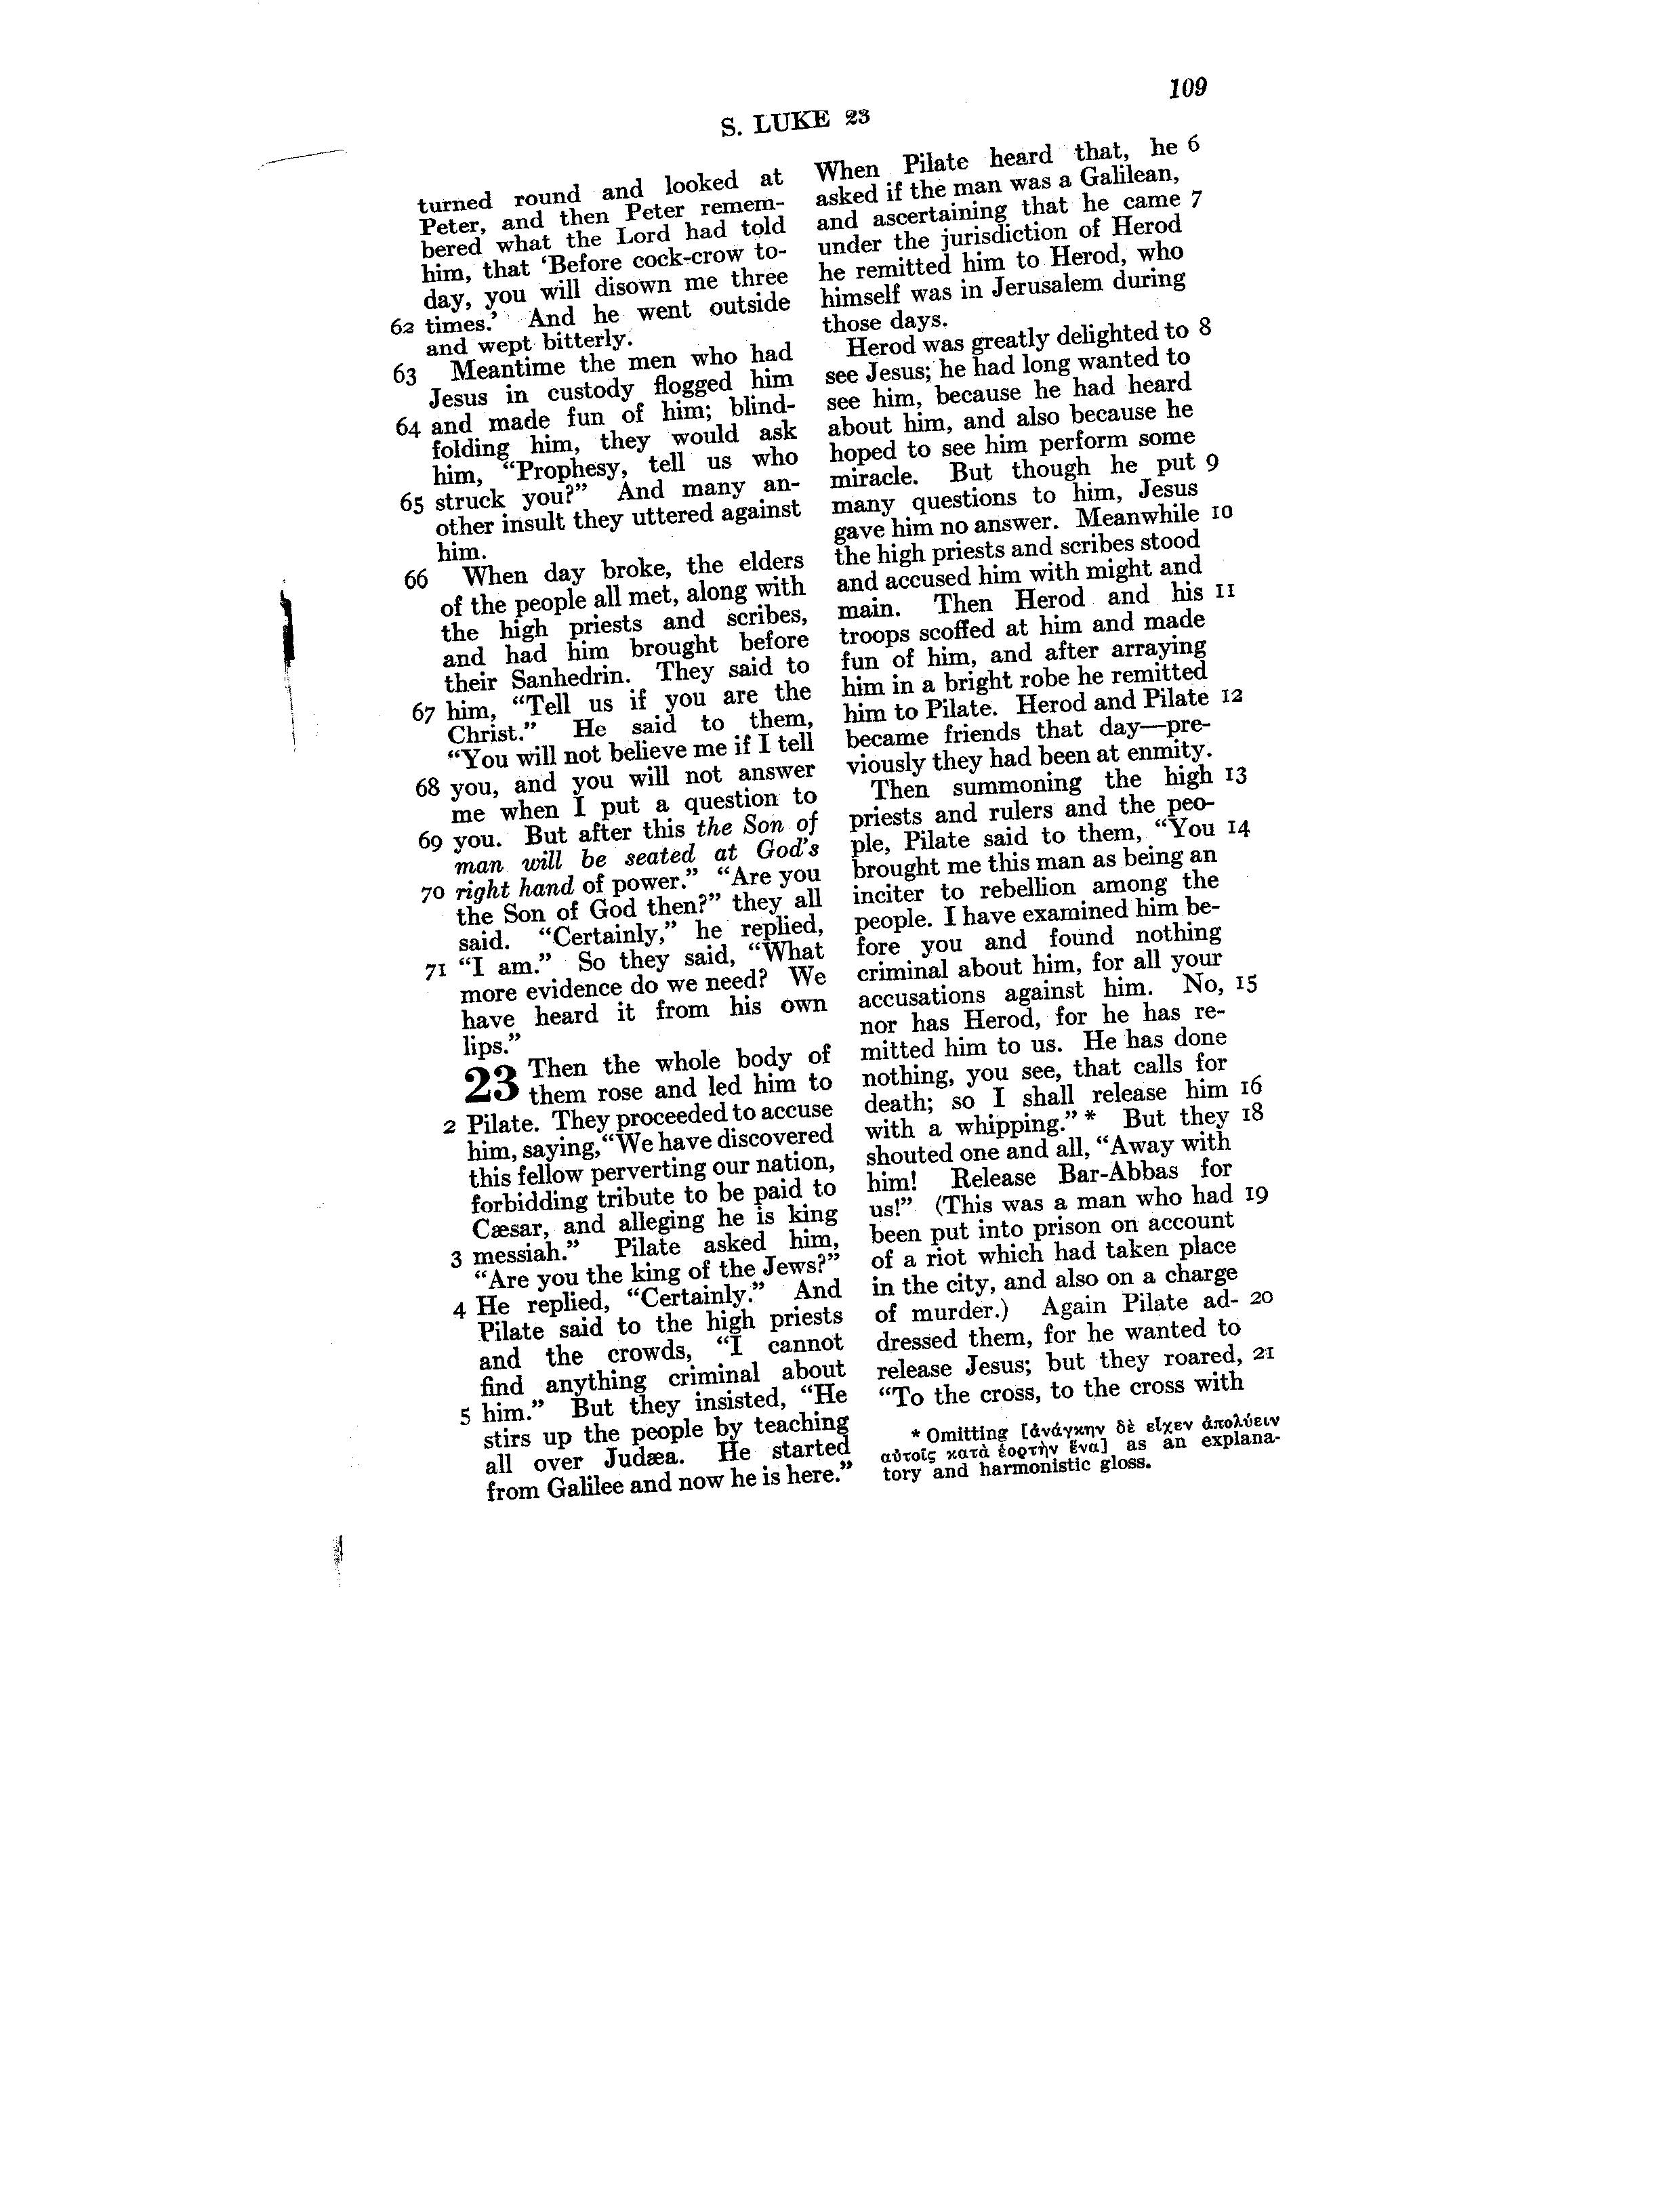 109
S. LUKE 23
turned round and looked at
Peter, and then Peter remem-
bered what the Lord had told
him, that ‘Before cock-crow to-
day, you will disown me three
62 times.’ And he went outside
and wept bitterly.
63 Meantime the men who had
Jesus in custody flogged him
64 and made fun of him; blind-
folding him, they would ask
him, “Prophesy, tell us who
65 struck you?” And many an-
other insult they uttered against
him.
66 When day broke, the elders
of the people all met, along with
the high priests and scribes,
and had him brought before
their Sanhedrin. They said to
67 him, “Tell us if you are the
Christ.” He said to them,
“You will not believe me if I tell
68 you, and you will not answer
me when I put a question to
69 you. But after this the Son of
man will be seated at God’s
70 right hand of power.” “Are you
the Son of God then?” they all
said. “Certainly,” he replied,
71 “I am.” So they said, “What
more evidence do we need? We
have heard it from his own
lips.”
23 Then the whole body of
them rose and led him to
2 Pilate. They proceeded to accuse
him, saying, “We have discovered
this fellow perverting our nation,
forbidding tribute to be paid to
Cæsar, and alleging he is king
3 messiah.” Pilate asked him,
“Are you the king of the Jews?”
4 He replied, “Certainly.” And
Pilate said to the high priests
and the crowds, “I cannot
find anything criminal about
5 him.” But they insisted, “He
stirs up the people by teaching
all over Judæa. He started
from Galilee and now he is here.”
When Pilate heard that, he 6
asked if the man was a Galilean,
and ascertaining that he came 7
under the jurisdiction of Herod
he remitted him to Herod, who
himself was in Jerusalem during
those days.
Herod was greatly delighted to 8
see Jesus; he had long wanted to
see him, because he had heard
about him, and also because he
hoped to see him perform some
miracle. But though he put 9
many questions to him, Jesus
gave him no answer. Meanwhile 10
the high priests and scribes stood
and accused him with might and
main. Then Herod and his 11
troops scoffed at him and made
fun of him, and after arraying
him in a bright robe he remitted
him to Pilate. Herod and Pilate 12
became friends that day—pre-
viously they had been at enmity.
Then summoning the high 13
priests and rulers and the peo-
ple, Pilate said to them, “You 14
brought me this man as being an
inciter to rebellion among the
people. I have examined him be-
fore you and found nothing
criminal about him, for all your
accusations against him. No, 15
nor has Herod, for he has re-
mitted him to us. He has done
nothing, you see, that calls for
death; so I shall release him 16
with a whipping.”* But they 18
shouted one and all, “Away with
him! Release Bar-Abbas for
us!” (This was a man who had 19
been put into prison on account
of a riot which had taken place
in the city, and also on a charge
of murder.) Again Pilate ad- 20
dressed them, for he wanted to
release Jesus; but they roared, 21
“To the cross, to the cross with
* Omitting [ἀνάγκην δὲ εἶχεν ἀπολύειν
αὐτοῖς κατὰ ἑορτὴν ἕνα] as an explana-
tory and harmonistic gloss.